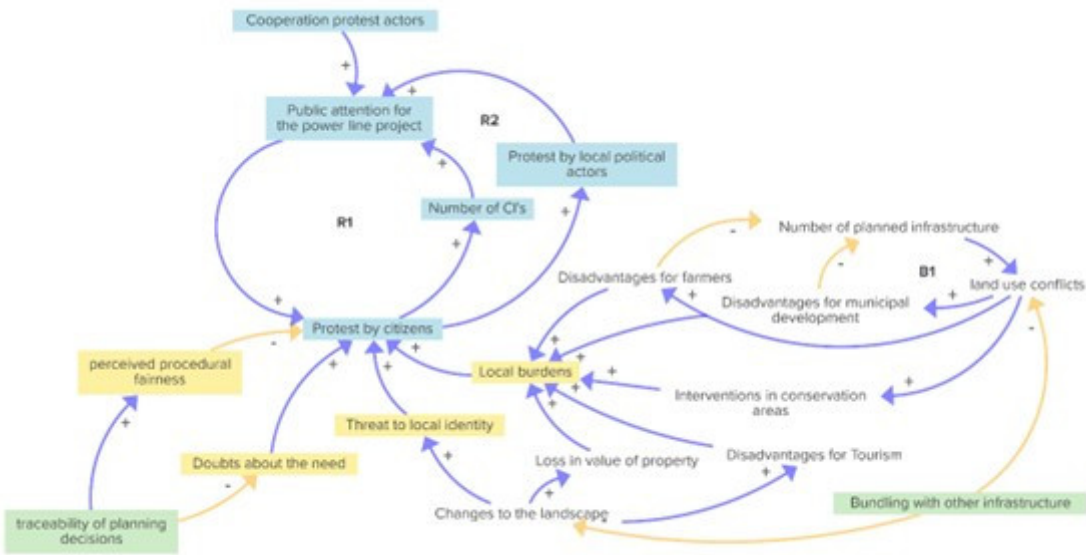 Cooperation protest actors
+
+
Public attention for
the power line project
R2
+
Protest by local political
actors
Number of CI's
R1
+
+
Number of planned infrastructure
-
-
+
B1
Disadvantages for farmers
land use conflicts
+
+
Disadvantages for municipal
development
-
+
Protest by citizens
-
perceived procedural
fairness
+
+
+
+
+
+
+
+
Local burdens
+
Interventions in conservation
areas
+
Threat to local identity
Doubts about the need
-
+
Loss in value of property
Disadvantages for Tourism
+
+
Bundling with other infrastructure
Changes to the landscape
-
traceability of planning
decisions